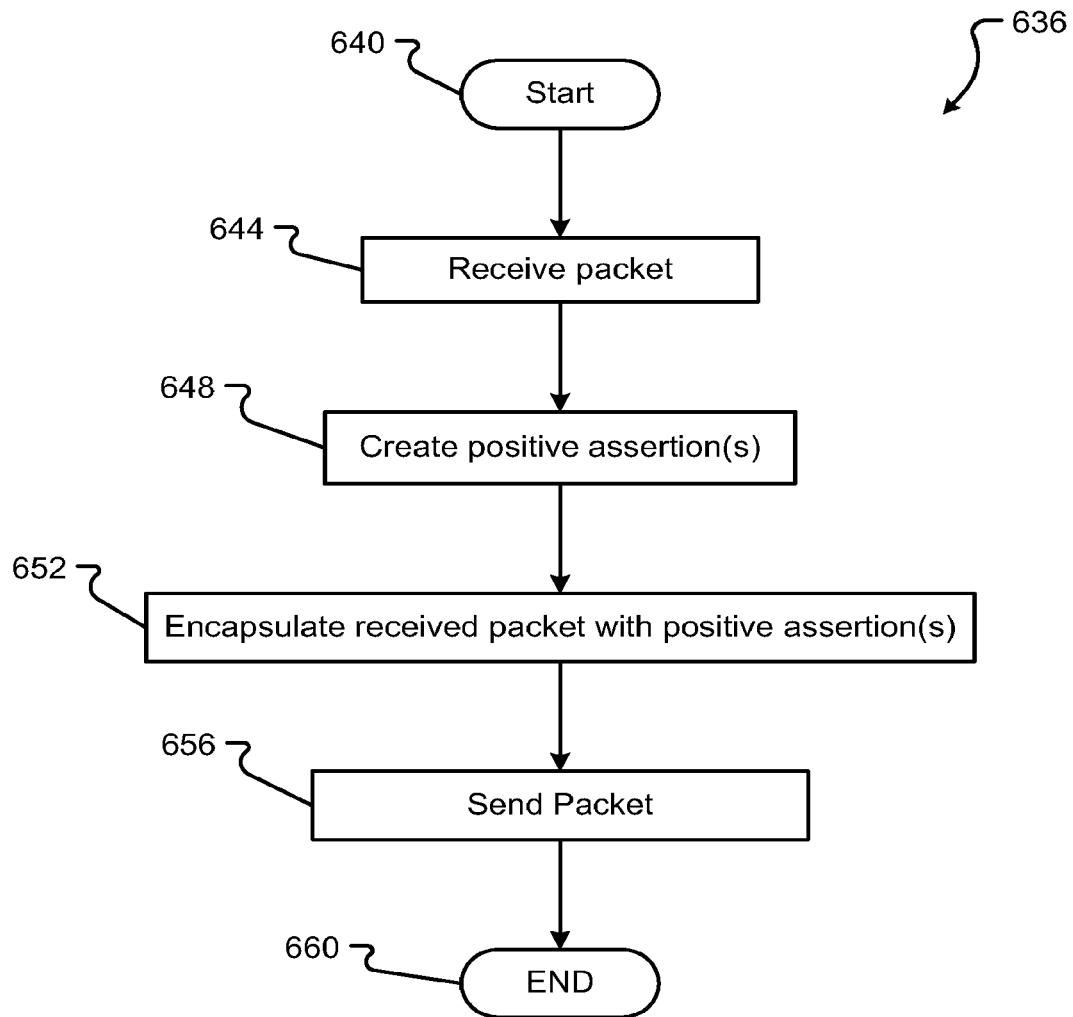 636
640
Start
644
Receive packet
648
Create positive assertion(s)
652
Encapsulate received packet with positive assertion(s)
656
Send Packet
660
END